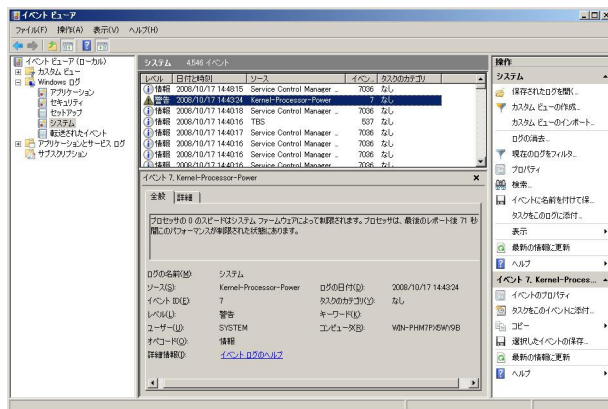 イベント ビューア
ファイル(F) 操作(A) 表示(V) ヘルプ(H)
イベント ビューア (ローカル)
カスタム ビュー
Windows ログ
アプリケーション
セキュリティ
セットアップ
システム
転送されたイベント
アプリケーションとサービス ログ
サブスクリプション
システム 4,546 イベント
レベル 日付と時刻 ソース イベン... タスクのカテゴリ
情報 2008/10/17 14:48:15 Service Control Manager ... 7036 なし
警告 2008/10/17 14:43:24 Kernel-Processor-Power 7 なし
情報 2008/10/17 14:40:18 Service Control Manager ... 7036 なし
情報 2008/10/17 14:40:16 TBS 537 なし
情報 2008/10/17 14:40:17 Service Control Manager ... 7036 なし
情報 2008/10/17 14:40:16 Service Control Manager ... 7036 なし
情報 2008/10/17 14:40:16 Service Control Manager ... 7036 なし
イベント 7, Kernel-Processor-Power
全般 詳細
プロセッサの 0 のスピードはシステム ファームウェアによって制限されます。プロセッサは、最後のレポート後 71 秒
間このパフォーマンスが制限された状態にあります。
ログの名前(M): システム
ソース(S): Kernel-Processor-Power ログの日付(D): 2008/10/17 14:43:24
イベント ID(E): 7 タスクのカテゴリ(Y): なし
レベル(L): 警告 キーワード(K):
ユーザー(U): SYSTEM コンピュータ(R): WIN-PHM7PX5WY9B
オペコード(O): 情報
詳細情報(I): イベント ログのヘルプ
操作
システム
保存されたログを開く...
カスタム ビューの作成...
カスタム ビューのインポート...
ログの消去...
現在のログをフィルタ...
プロパティ
検索...
イベントに名前を付けて保...
タスクをこのログに添付...
表示
最新の情報に更新
ヘルプ
イベント 7, Kernel-Proces...
イベントのプロパティ
タスクをこのイベントに添付...
コピー
選択したイベントの保存...
最新の情報に更新
ヘルプ